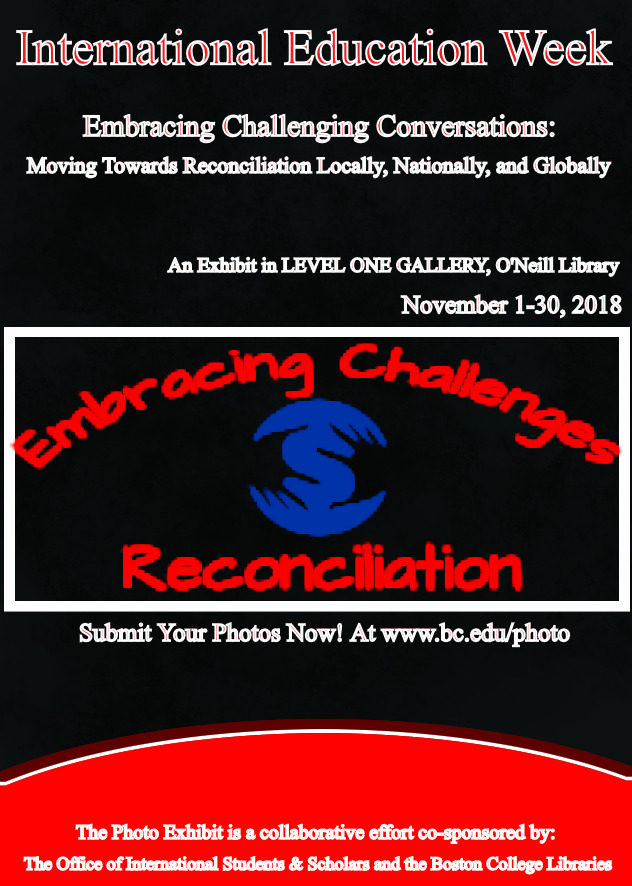 International Education Week
Embracing Challenging Conversations:
Moving Towards Reconciliation Locally, Nationally, and Globally
An Exhibit in LEVEL ONE GALLERY, O'Neill Library
November 1-30, 2018
Embracing Challenges
Reconciliation
Submit Your Photos Now! At www.bc.edu/photo
The Photo Exhibit is a collaborative effort co-sponsored by:
The Office of International Students & Scholars and the Boston College Libraries